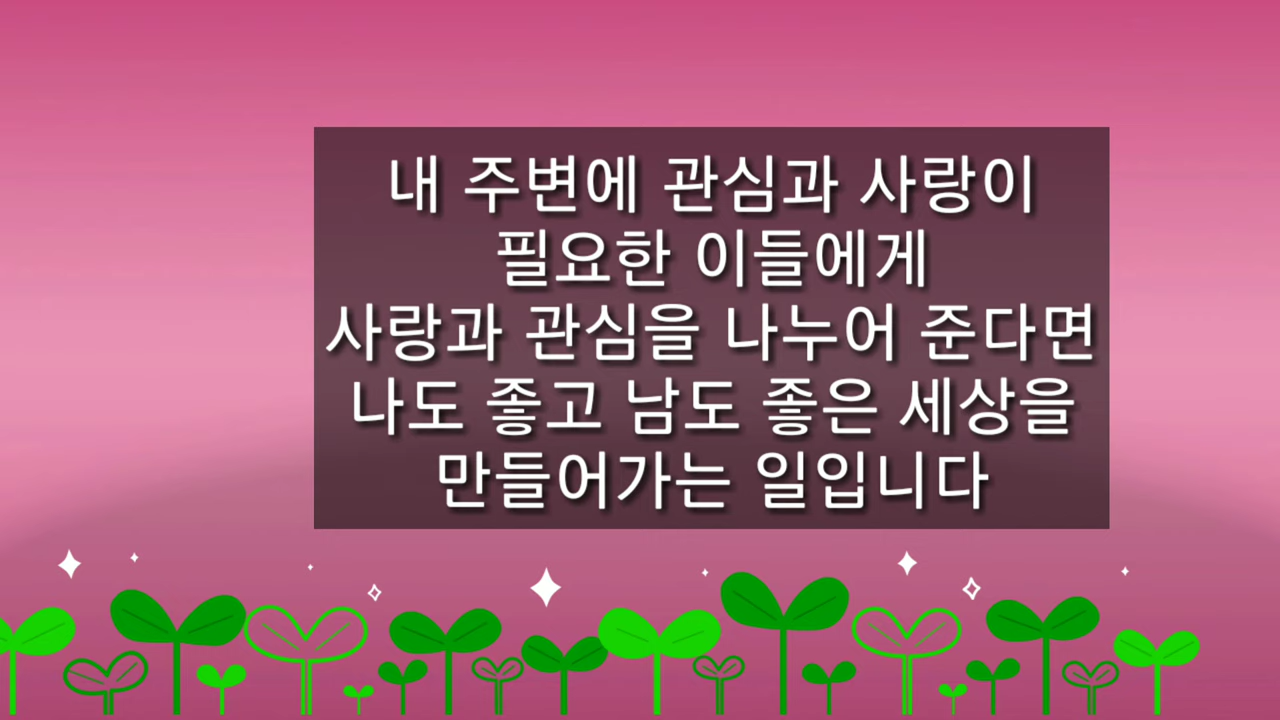 내 주변에 관심과 사랑이
필요한 이들에게
사랑과 관심을 나누어 준다면
나도 좋고 남도 좋은 세상을
만들어가는 일입니다